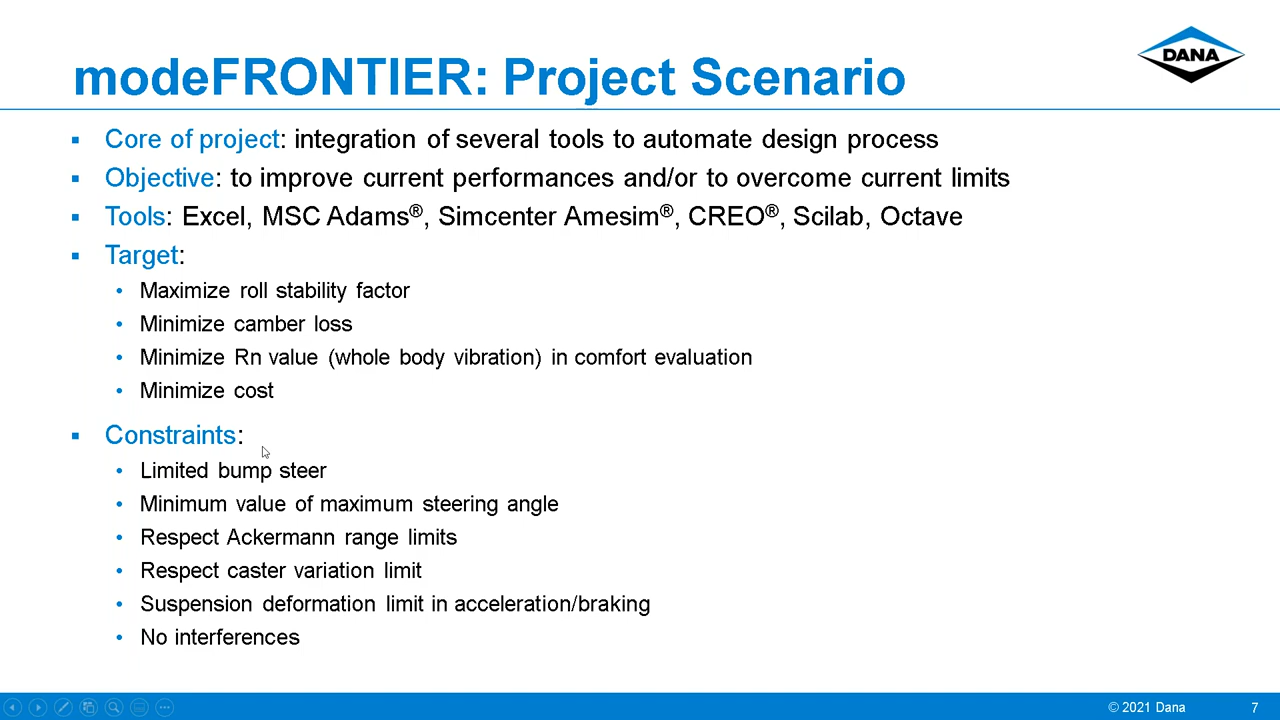 modeFRONTIER: Project Scenario
DANA
▪ Core of project: integration of several tools to automate design process
▪ Objective: to improve current performances and/or to overcome current limits
▪ Tools: Excel, MSC Adams®, Simcenter Amesim®, CREO®, Scilab, Octave
▪ Target:
• Maximize roll stability factor
• Minimize camber loss
• Minimize Rn value (whole body vibration) in comfort evaluation
• Minimize cost
▪ Constraints:
• Limited bump steer
• Minimum value of maximum steering angle
• Respect Ackermann range limits
• Respect caster variation limit
• Suspension deformation limit in acceleration/braking
• No interferences
© 2021 Dana
7